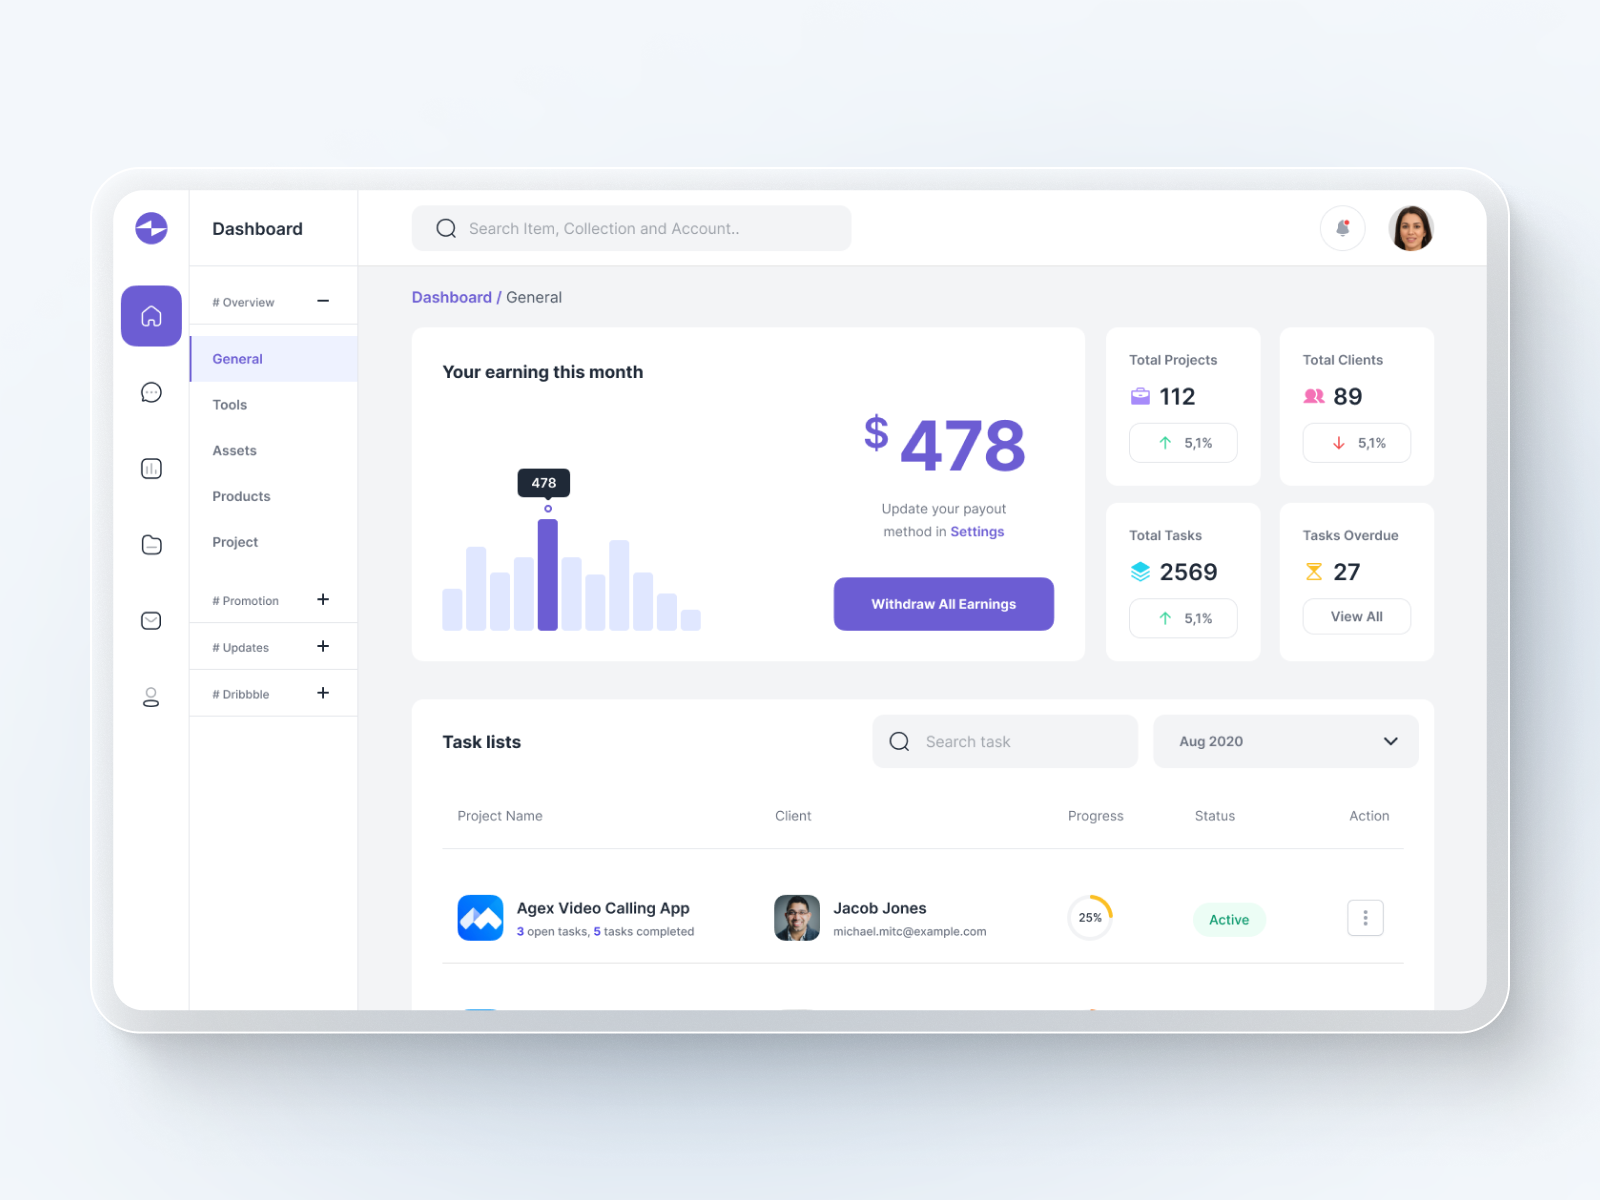 Dashboard
Search Item, Collection and Account..
# Overview
General
Tools
Assets
Products
Project
# Promotion
# Updates
# Dribbble
Dashboard / General
Your earning this month
478
$ 478
Update your payout
method in Settings
Withdraw All Earnings
Total Projects
112
5,1%
Total Clients
89
5,1%
Total Tasks
2569
5,1%
Tasks Overdue
27
View All
Task lists
Search task
Aug 2020
Project Name
Client
Progress
Status
Action
Agex Video Calling App
3 open tasks, 5 tasks completed
Jacob Jones
michael.mitc@example.com
25%
Active